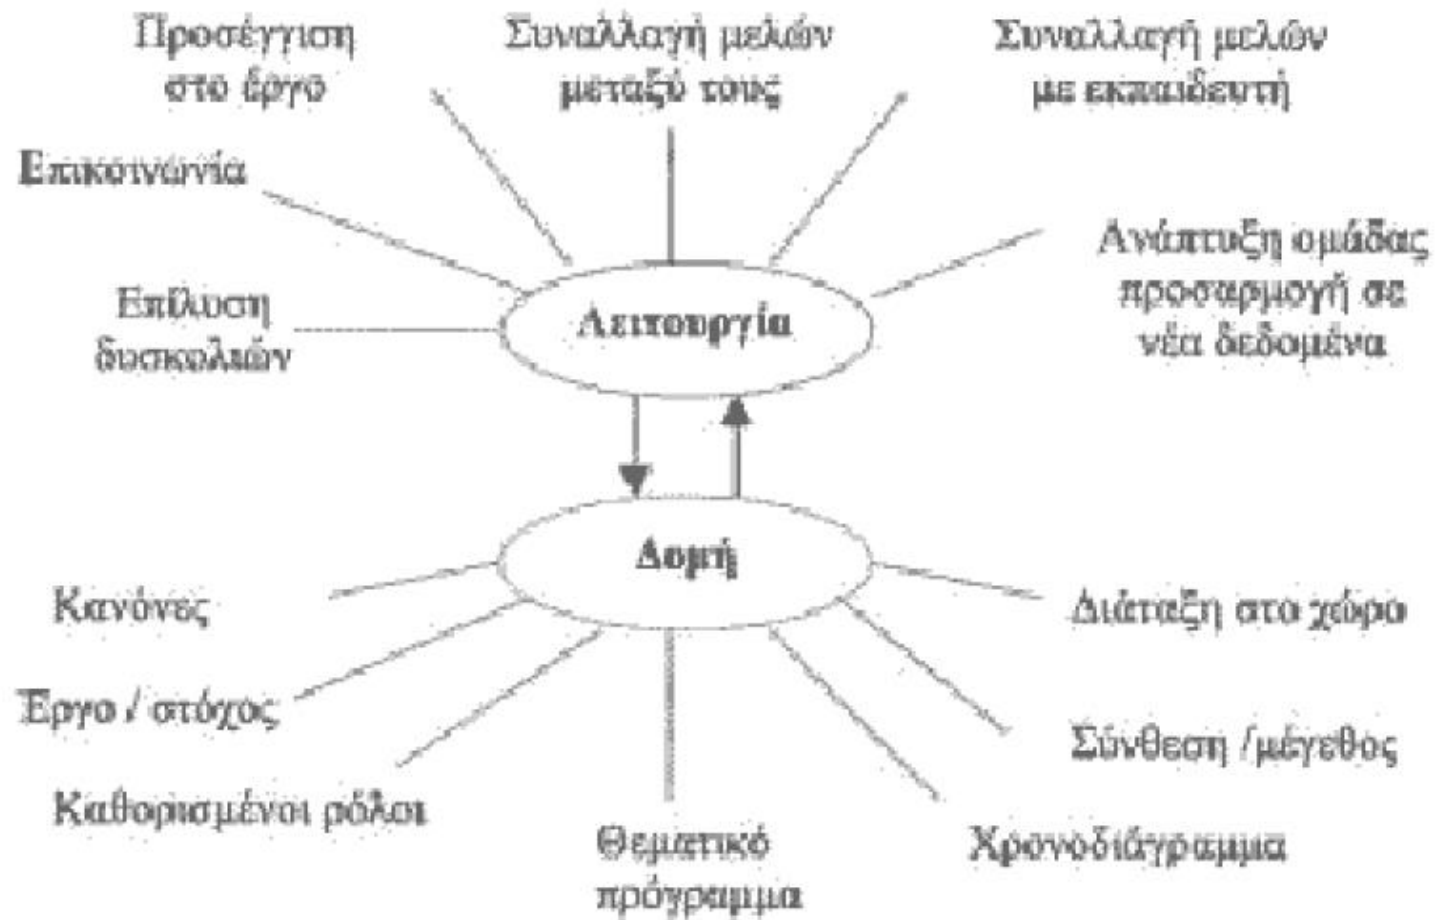 Προσέγγιση
στο έργο
Συναλλαγή μελών
μεταξύ τους
Συναλλαγή μελών
με εκπαιδευτή
Επικοινωνία
Ανάπτυξη ομάδας
προσαρμογή σε
νέα δεδομένα
Επίλυση
δυσκολιών
Λειτουργία
Δομή
Κανόνες
Διάταξη στο χώρο
Έργο / στόχος
Σύνθεση /μέγεθος
Καθορισμένοι ρόλοι
Θεματικό
πρόγραμμα
Χρονοδιάγραμμα